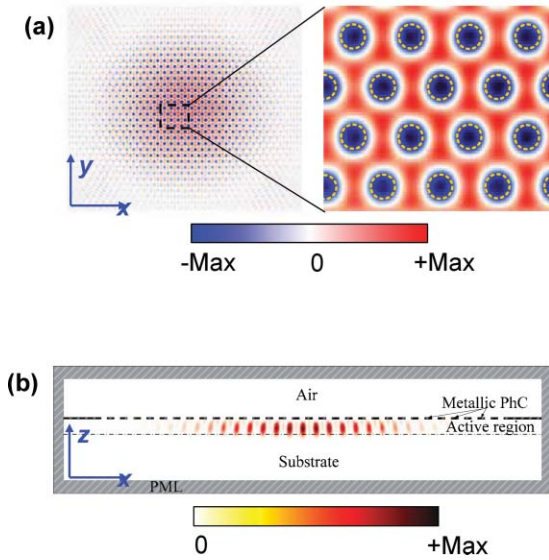 (a)
y
x
-Max 0 +Max
(b)
Air
Metallic PhC
Active region
z
Substrate
x
PML
0 +Max